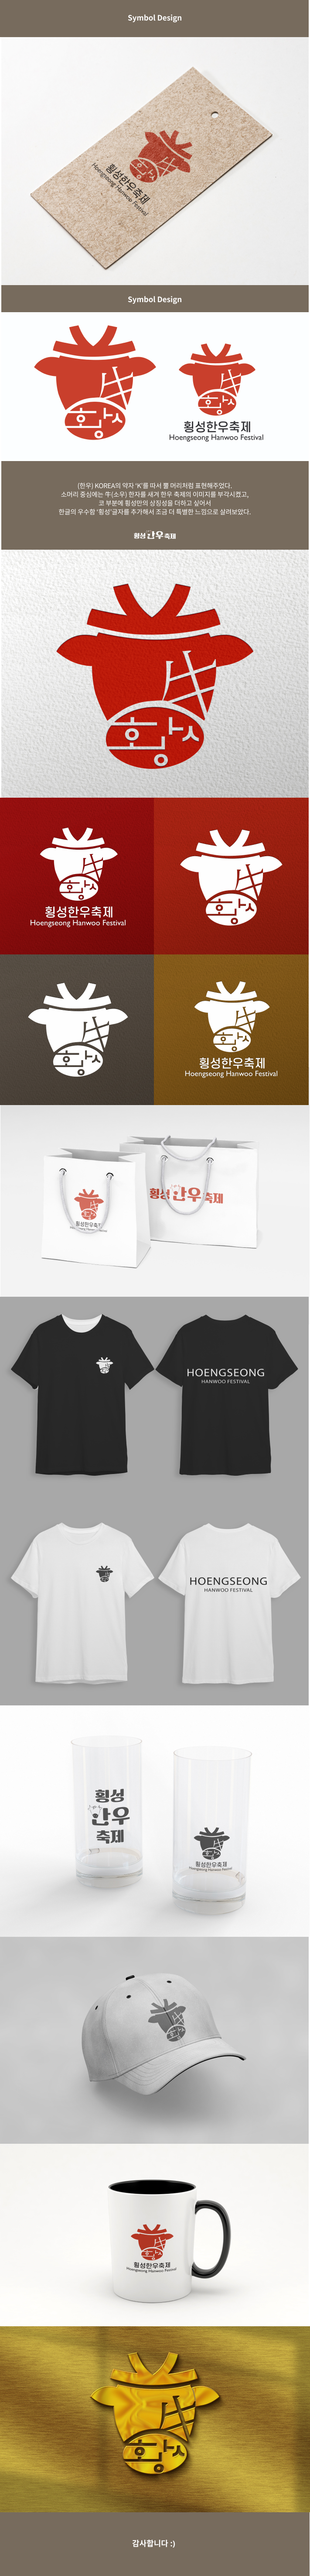 Symbol Design
횡성한우축제
Hoengseong Hanwoo Festival
Symbol Design
牛
횡성
횡성한우축제
Hoengseong Hanwoo Festival
(한우) KOREA의 약자 'K'를 따서 뿔 머리처럼 표현해주었다.
소머리 중심에는 牛(소우) 한자를 새겨 한우 축제의 이미지를 부각시켰고,
코 부분에 횡성만의 상징성을 더하고 싶어서
한글의 우수함 '횡성'글자를 추가해서 조금 더 특별한 느낌으로 살려보았다.
횡성한우축제
牛
횡성
횡성한우축제
Hoengseong Hanwoo Festival
횡성한우축제
Hoengseong Hanwoo Festival
횡성한우축제
횡성한우축제
HOENGSEONG
HANWOO FESTIVAL
HOENGSEONG
HANWOO FESTIVAL
횡성
한우
축제
횡성한우축제
Hoengseong Hanwoo Festival
횡성한우축제
Hoengseong Hanwoo Festival
牛
횡성
감사합니다 :)